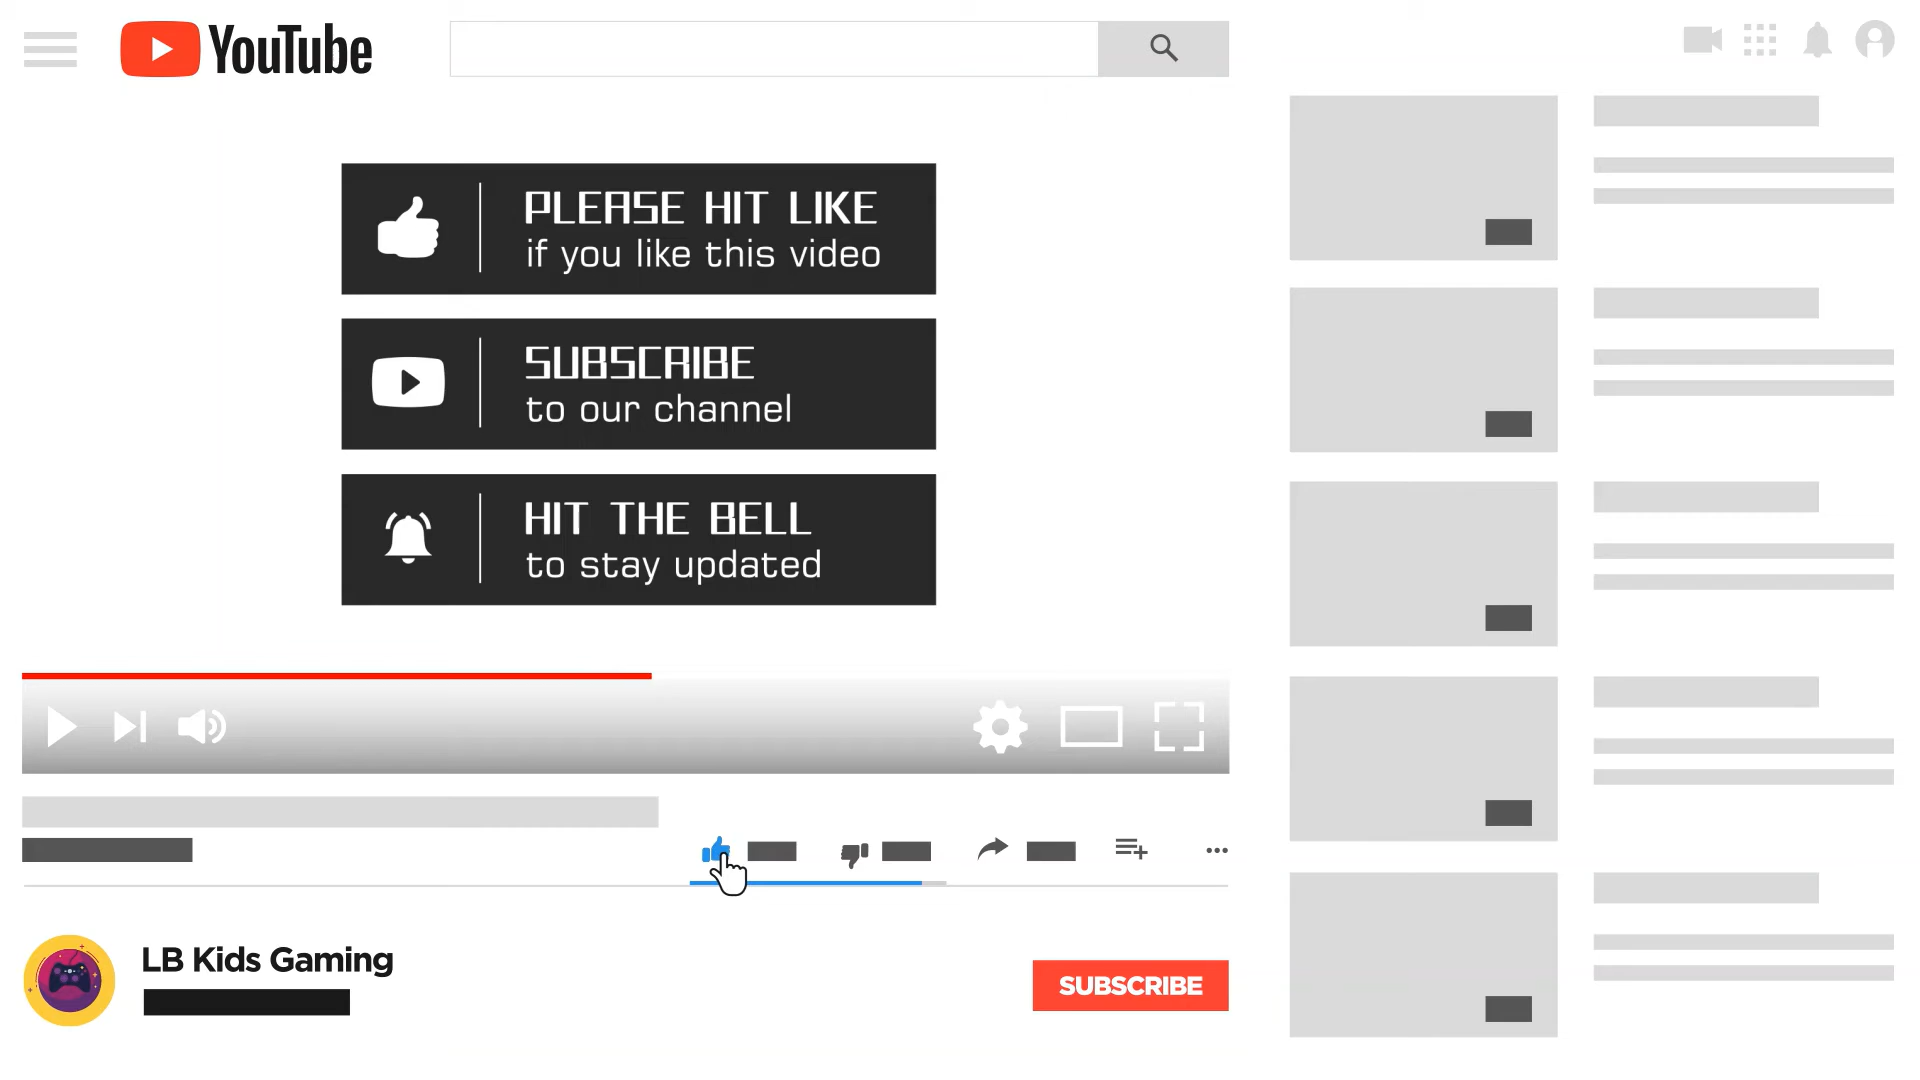 YouTube
PLEASE HIT LIKE
if you like this video
SUBSCRIBE
to our channel
HIT THE BELL
to stay updated
LB Kids Gaming
SUBSCRIBE